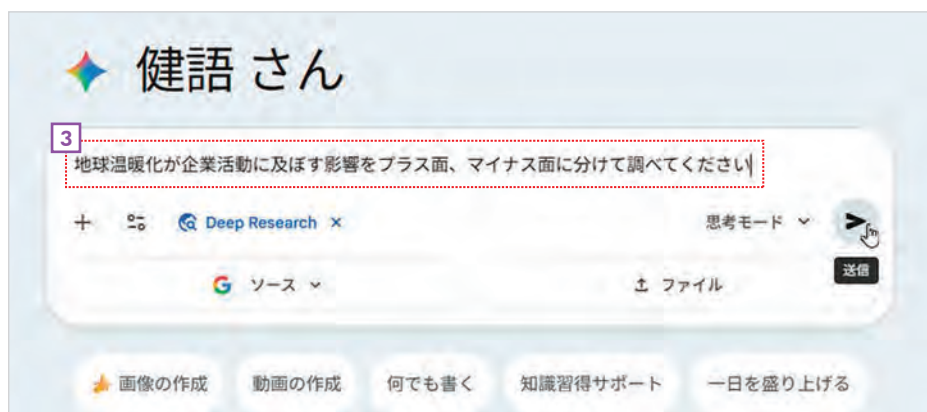 健語 さん
3
地球温暖化が企業活動に及ぼす影響をプラス面、マイナス面に分けて調べてください
Deep Research × 思考モード
送信
ソース ファイル
画像の作成 動画の作成 何でも書く 知識習得サポート 一日を盛り上げる